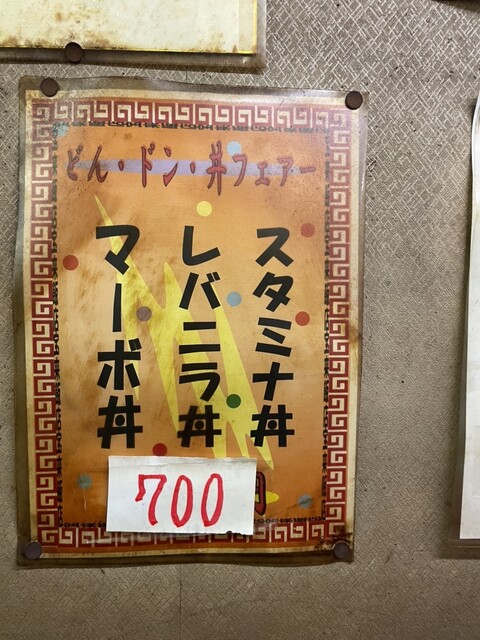 どん・ドン・丼フェアー
スタミナ丼
レバニラ丼
マーボ丼
700
円